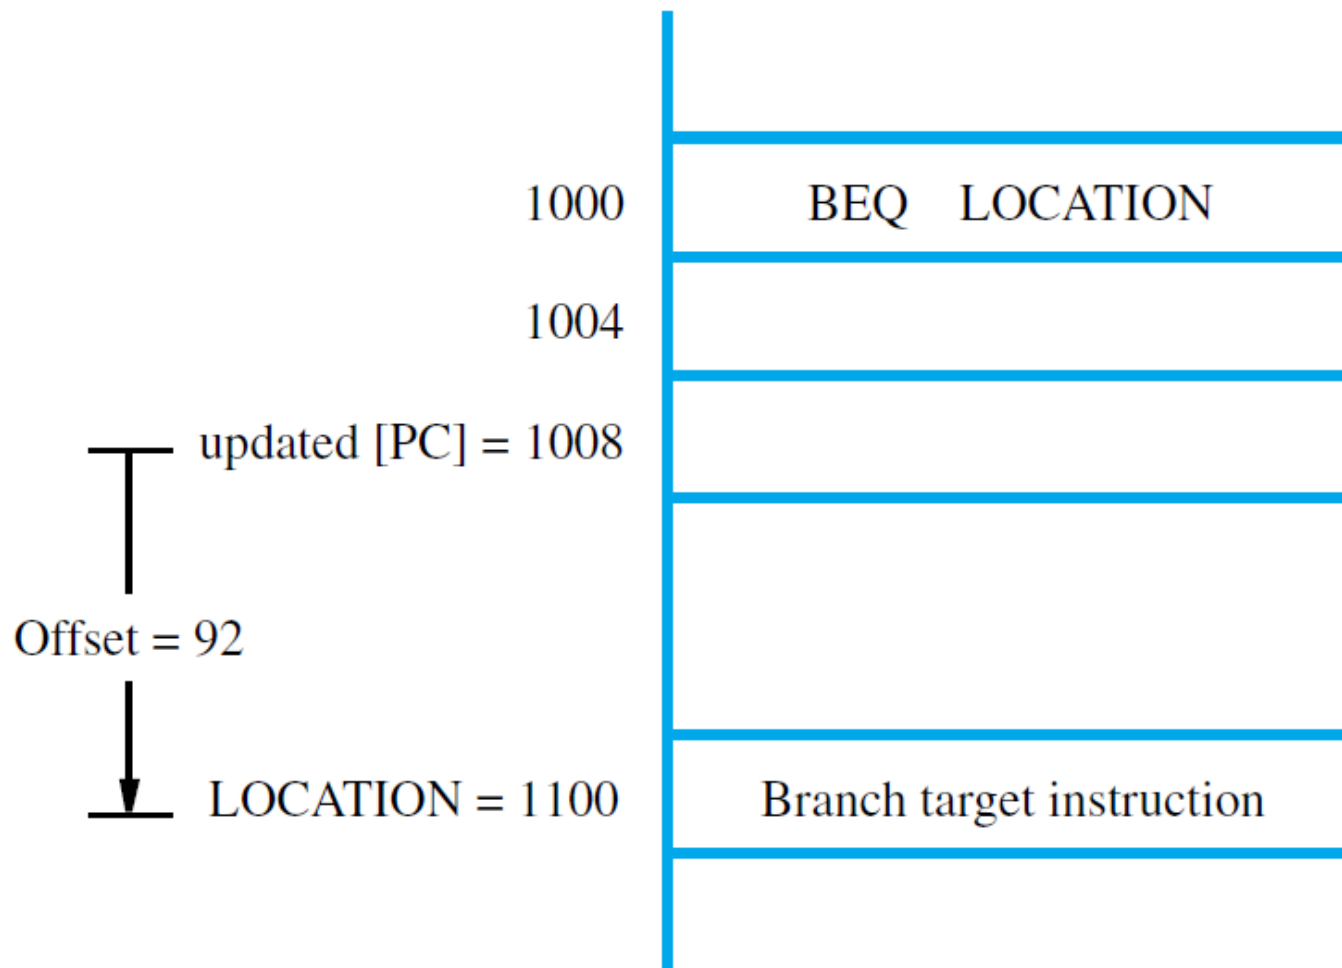 1000 BEQ LOCATION
1004
updated [PC] = 1008
Offset = 92
LOCATION = 1100 Branch target instruction